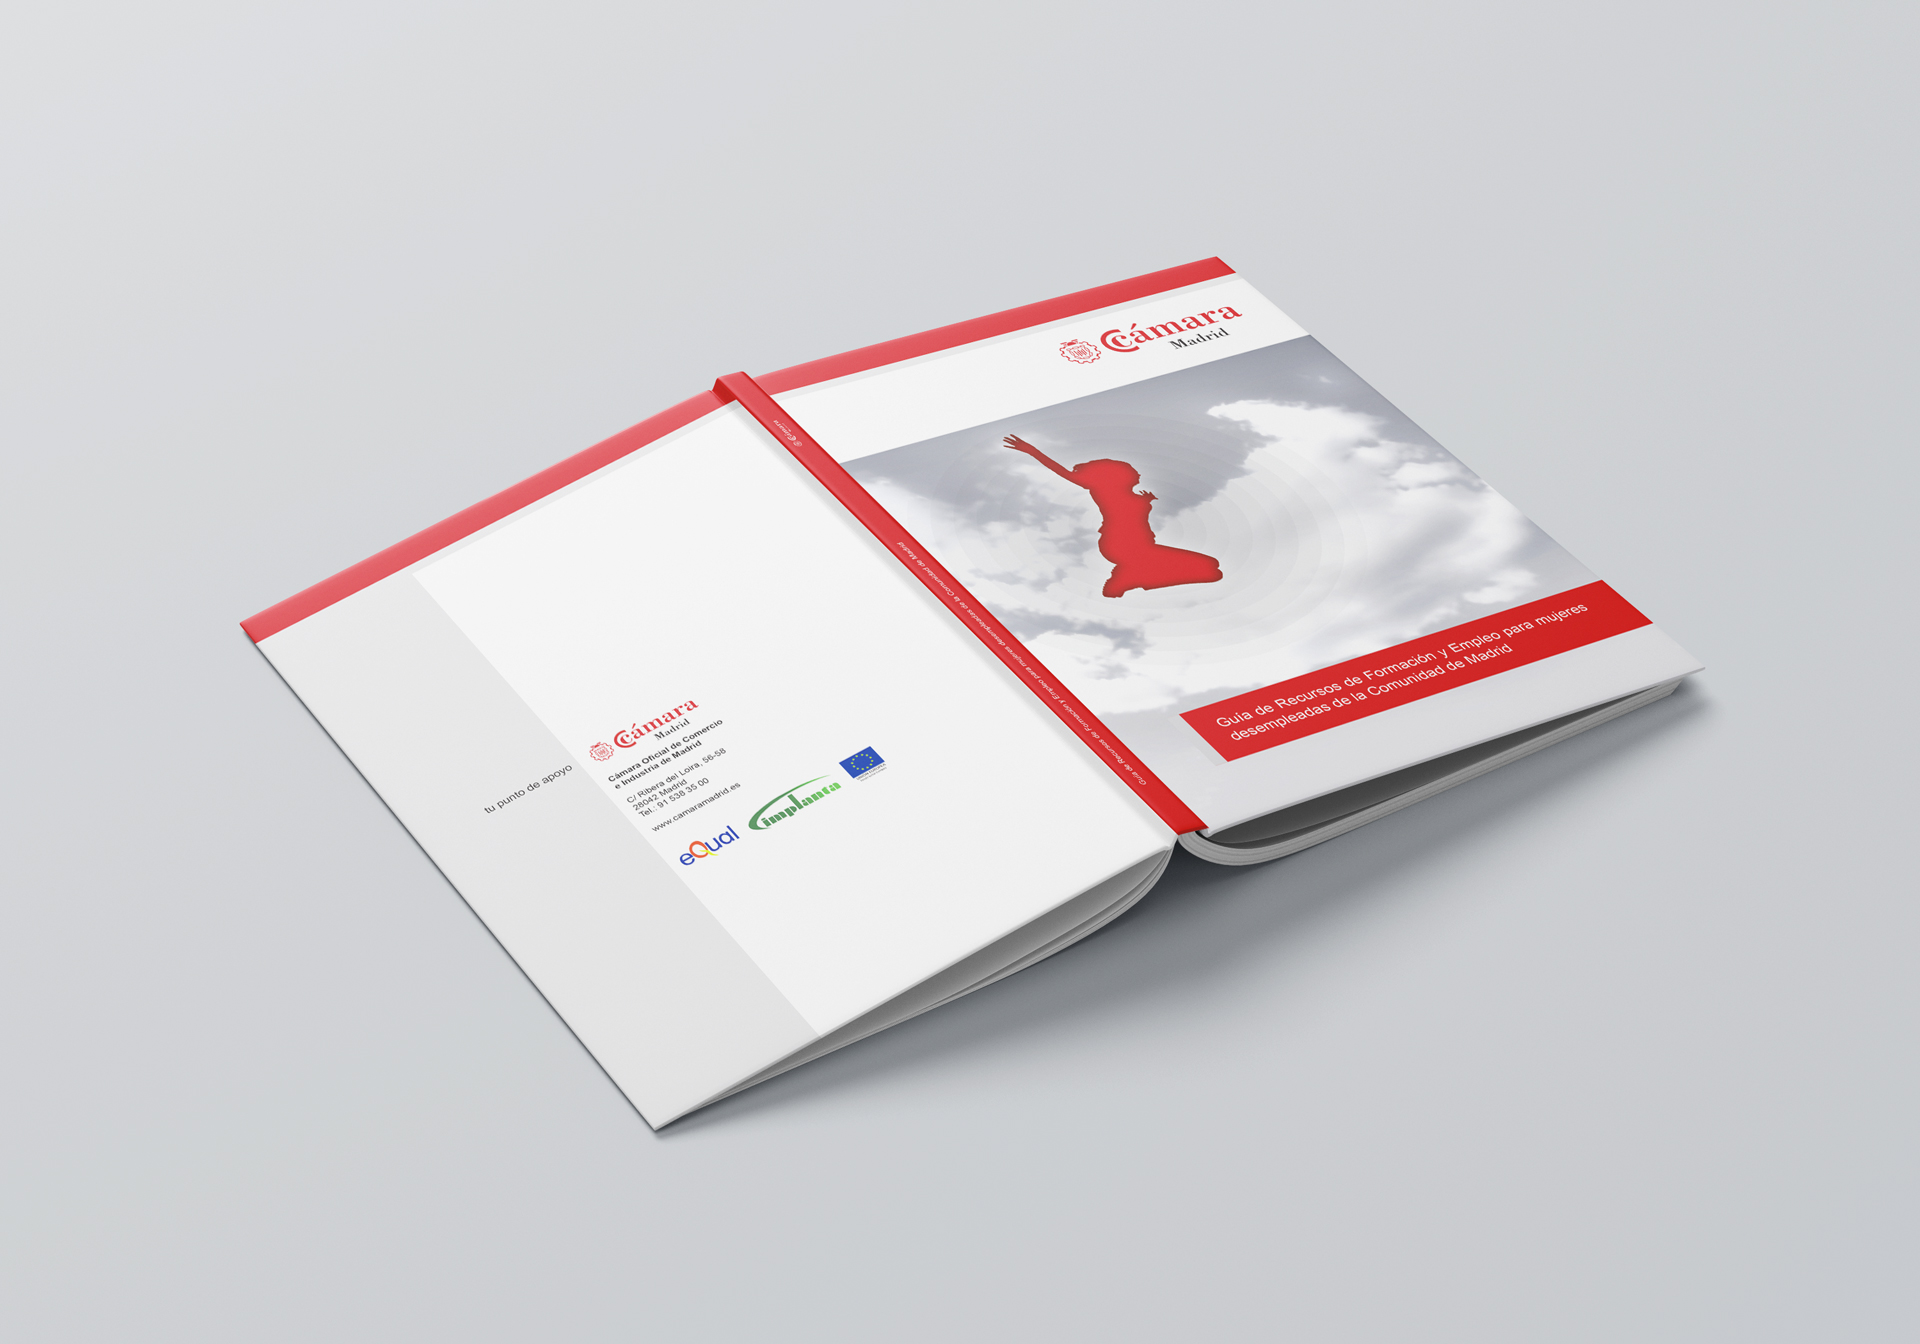 Cámara
Madrid
Guía de Recursos de Formación y Empleo para mujeres
desempleadas de la Comunidad de Madrid
Cámara
Guía de Recursos de Formación y Empleo para mujeres desempleadas de la Comunidad de Madrid
tu punto de apoyo
Cámara
Madrid
Cámara Oficial de Comercio
e Industria de Madrid
C/ Ribera del Loira, 56-58
28042 Madrid
Tel.: 91 538 35 00
www.camaramadrid.es
eQual
implanta